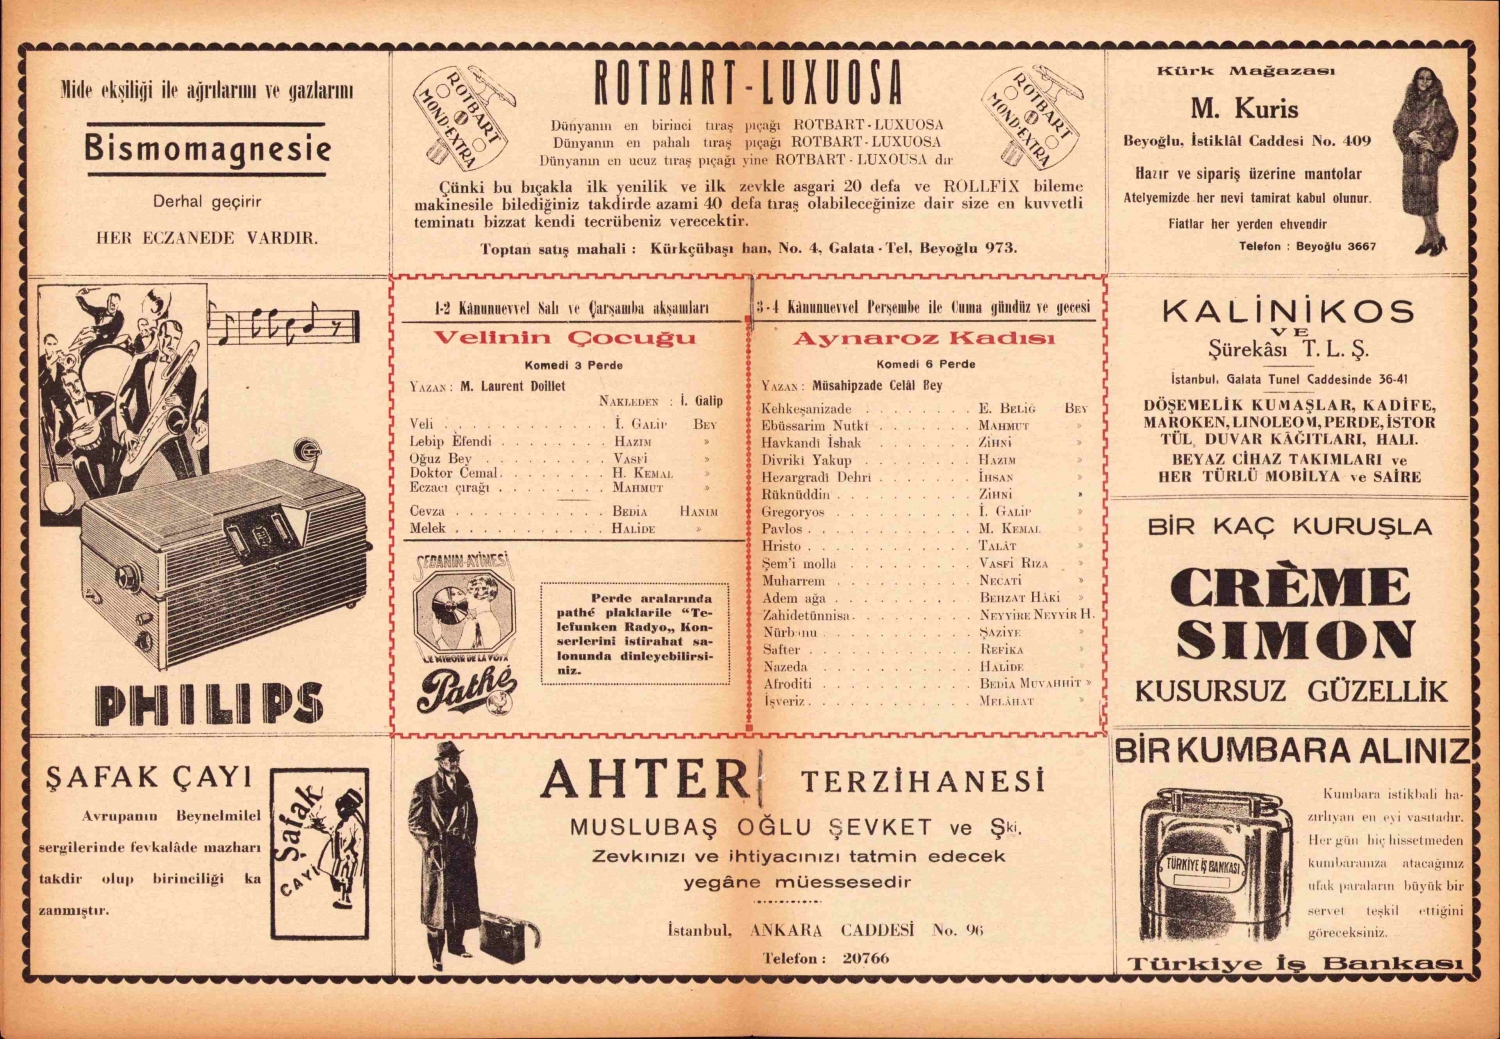 Mide ekşiliği ile ağrılarını ve gazlarını
Bismomagnesie
Derhal geçirir
HER ECZANEDE VARDIR.
ROTBART
MOND-EXTRA
ROTBART-LUXUOSA
Dünyanın en birinci tıraş pıçağı ROTBART-LUXUOSA
Dünyanın en pahalı tıraş pıçağı ROTBART-LUXUOSA
Dünyanın en ucuz tıraş pıçağı yine ROTBART-LUXOUSA dır
Çünki bu bıçakla ilk yenilik ve ilk zevkle asgari 20 defa ve ROLLFİX bileme
makinesile bilediğiniz takdirde azami 40 defa tıraş olabileceğinize dair size en kuvvetli
teminatı bizzat kendi tecrübeniz verecektir.
Toptan satış mahali : Kürkçübaşı han, No. 4, Galata - Tel, Beyoğlu 973.
ROTBART
MOND-EXTRA
Kürk Mağazası
M. Kuris
Beyoğlu, İstiklâl Caddesi No. 409
Hazır ve sipariş üzerine mantolar
Atelyemizde her nevi tamirat kabul olunur.
Fiatlar her yerden ehvendir
Telefon : Beyoğlu 3667
PHILIPS
1-2 Kânunuevvel Salı ve Çarşamba akşamları
Velinin Çocuğu
Komedi 3 Perde
YAZAN : M. Laurent Doillet
NAKLEDEN : İ. Galip
Veli . . . . . . . . . . . İ. GALİP BEY
Lebip Efendi . . . . . . . . HAZIM »
Oğuz Bey . . . . . . . . . VASFİ »
Doktor Cemal. . . . . . . . H. KEMAL »
Eczacı çırağı . . . . . . . . MAHMUT »
Cevza . . . . . . . . . . BEDİA HANIM
Melek . . . . . . . . . . HALİDE »
SEDANIN-AYİNESİ
LE MIROIR DE LA VOIX
Pathé
Perde aralarında
pathé plaklarile “Te-
lefunken Radyo„ Kon-
serlerini istirahat sa-
lonunda dinleyebilirsi-
niz.
3-4 Kânunuevvel Perşembe ile Cuma gündüz ve gecesi
Aynaroz Kadısı
Komedi 6 Perde
YAZAN : Müsahipzade Celâl Bey
Kehkeşanizade . . . . . . . . E. BELİĞ BEY
Ebüssarim Nutki . . . . . . . MAHMUT »
Havkandi İshak . . . . . . . ZİHNİ »
Divriki Yakup . . . . . . . . HAZIM »
Hezargradi Dehri . . . . . . . İHSAN »
Rüknüddin . . . . . . . . . ZİHNİ »
Gregoryos . . . . . . . . . İ. GALİP »
Pavlos . . . . . . . . . . M. KEMAL »
Hristo . . . . . . . . . . TALÂT »
Şem'i molla . . . . . . . . VASFİ RIZA »
Muharrem . . . . . . . . . NECATİ »
Adem ağa . . . . . . . . . BEHZAT HÂKİ »
Zahidetünnisa. . . . . . . . NEYYİRE NEYYİR H.
Nürbanu . . . . . . . . . ŞAZİYE »
Safter . . . . . . . . . . REFİKA »
Nazeda . . . . . . . . . . HALİDE »
Afroditi . . . . . . . . . . BEDİA MUVAHHİT »
İşveriz. . . . . . . . . . . MELÂHAT »
KALİNİKOS
VE
Şürekâsı T. L. Ş.
İstanbul, Galata Tunel Caddesinde 36-41
DÖŞEMELİK KUMAŞLAR, KADİFE,
MAROKEN, LINOLEOM, PERDE, İSTOR
TÜL, DUVAR KÂĞITLARI, HALI.
BEYAZ CİHAZ TAKIMLARI ve
HER TÜRLÜ MOBİLYA ve SAİRE
BİR KAÇ KURUŞLA
CRÈME
SIMON
KUSURSUZ GÜZELLİK
ŞAFAK ÇAYI
Avrupanın Beynelmilel
sergilerinde fevkalâde mazharı
takdir olup birinciliği ka
zanmıştır.
Şafak
ÇAYI
AHTER TERZİHANESİ
MUSLUBAŞ OĞLU ŞEVKET ve Şki.
Zevkınızı ve ihtiyacınızı tatmin edecek
yegâne müessesedir
İstanbul, ANKARA CADDESİ No. 96
Telefon : 20766
BİR KUMBARA ALINIZ
TÜRKİYE İŞ BANKASI
Kumbara istikbali ha-
zırlıyan en eyi vasıtadır.
Her gün hiç hissetmeden
kumbaranıza atacağınız
ufak paraların büyük bir
servet teşkil ettiğini
göreceksiniz.
Türkiye İş Bankası